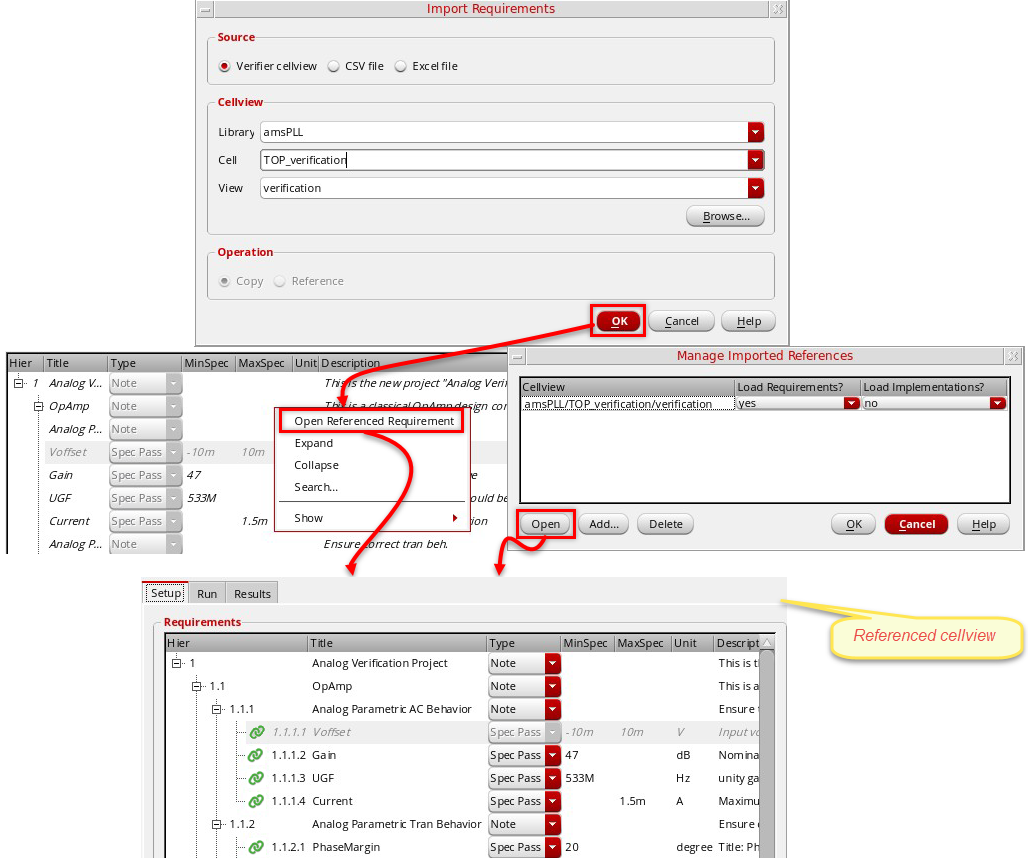 Import Requirements
Source
Verifier cellview CSV file Excel file
Cellview
Library amsPLL
Cell TOP_verification
View verification
Browse...
Operation
Copy Reference
OK Cancel Help
Hier Title Type MinSpec MaxSpec Unit Description
1 Analog V... Note This is the new project "Analog Veri
OpAmp Note This is a classical OpAmp design con
Analog P... Note
Voffset Spec Pass -10m 10m
Gain Spec Pass 47
UGF Spec Pass 533M ould be
Current Spec Pass 1.5m
Analog P... Note Ensure correct tran beh.
Open Referenced Requirement
Expand
Collapse
Search...
Show
Manage Imported References
Cellview Load Requirements? Load Implementations?
amsPLL/TOP_verification/verification yes no
Open Add... Delete OK Cancel Help
Setup Run Results
Referenced cellview
Requirements
Hier Title Type MinSpec MaxSpec Unit Descript
1 Analog Verification Project Note This is t
1.1 OpAmp Note This is a
1.1.1 Analog Parametric AC Behavior Note Ensure
1.1.1.1 Voffset Spec Pass -10m 10m V Input vo
1.1.1.2 Gain Spec Pass 47 dB Nomina
1.1.1.3 UGF Spec Pass 533M Hz unity ga
1.1.1.4 Current Spec Pass 1.5m A Maximu
1.1.2 Analog Parametric Tran Behavior Note Ensure
1.1.2.1 PhaseMargin Spec Pass 20 degree Title: Ph